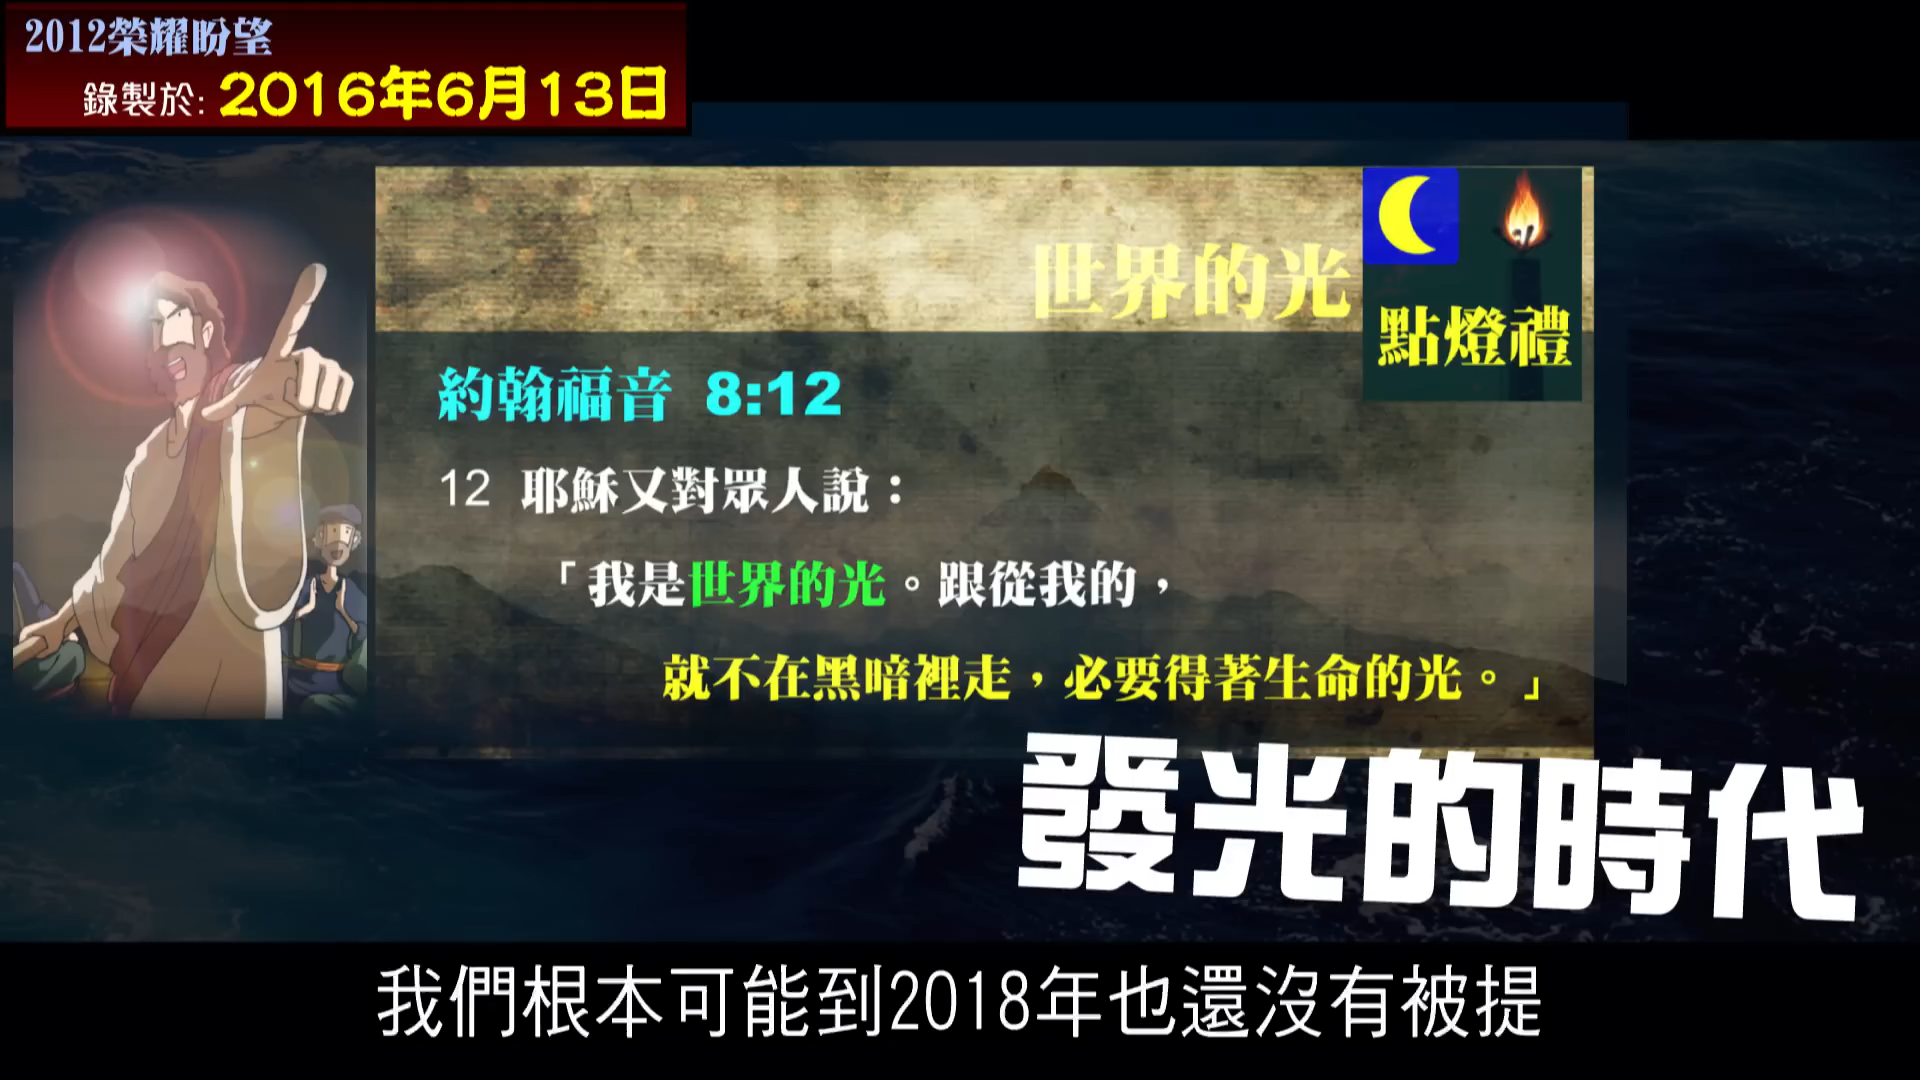 2012榮耀盼望
錄製於: 2016年6月13日
世界的光
點燈禮
約翰福音 8:12
12 耶穌又對眾人說：
「我是世界的光。跟從我的，
就不在黑暗裡走，必要得著生命的光。」
發光的時代
我們根本可能到2018年也還沒有被提